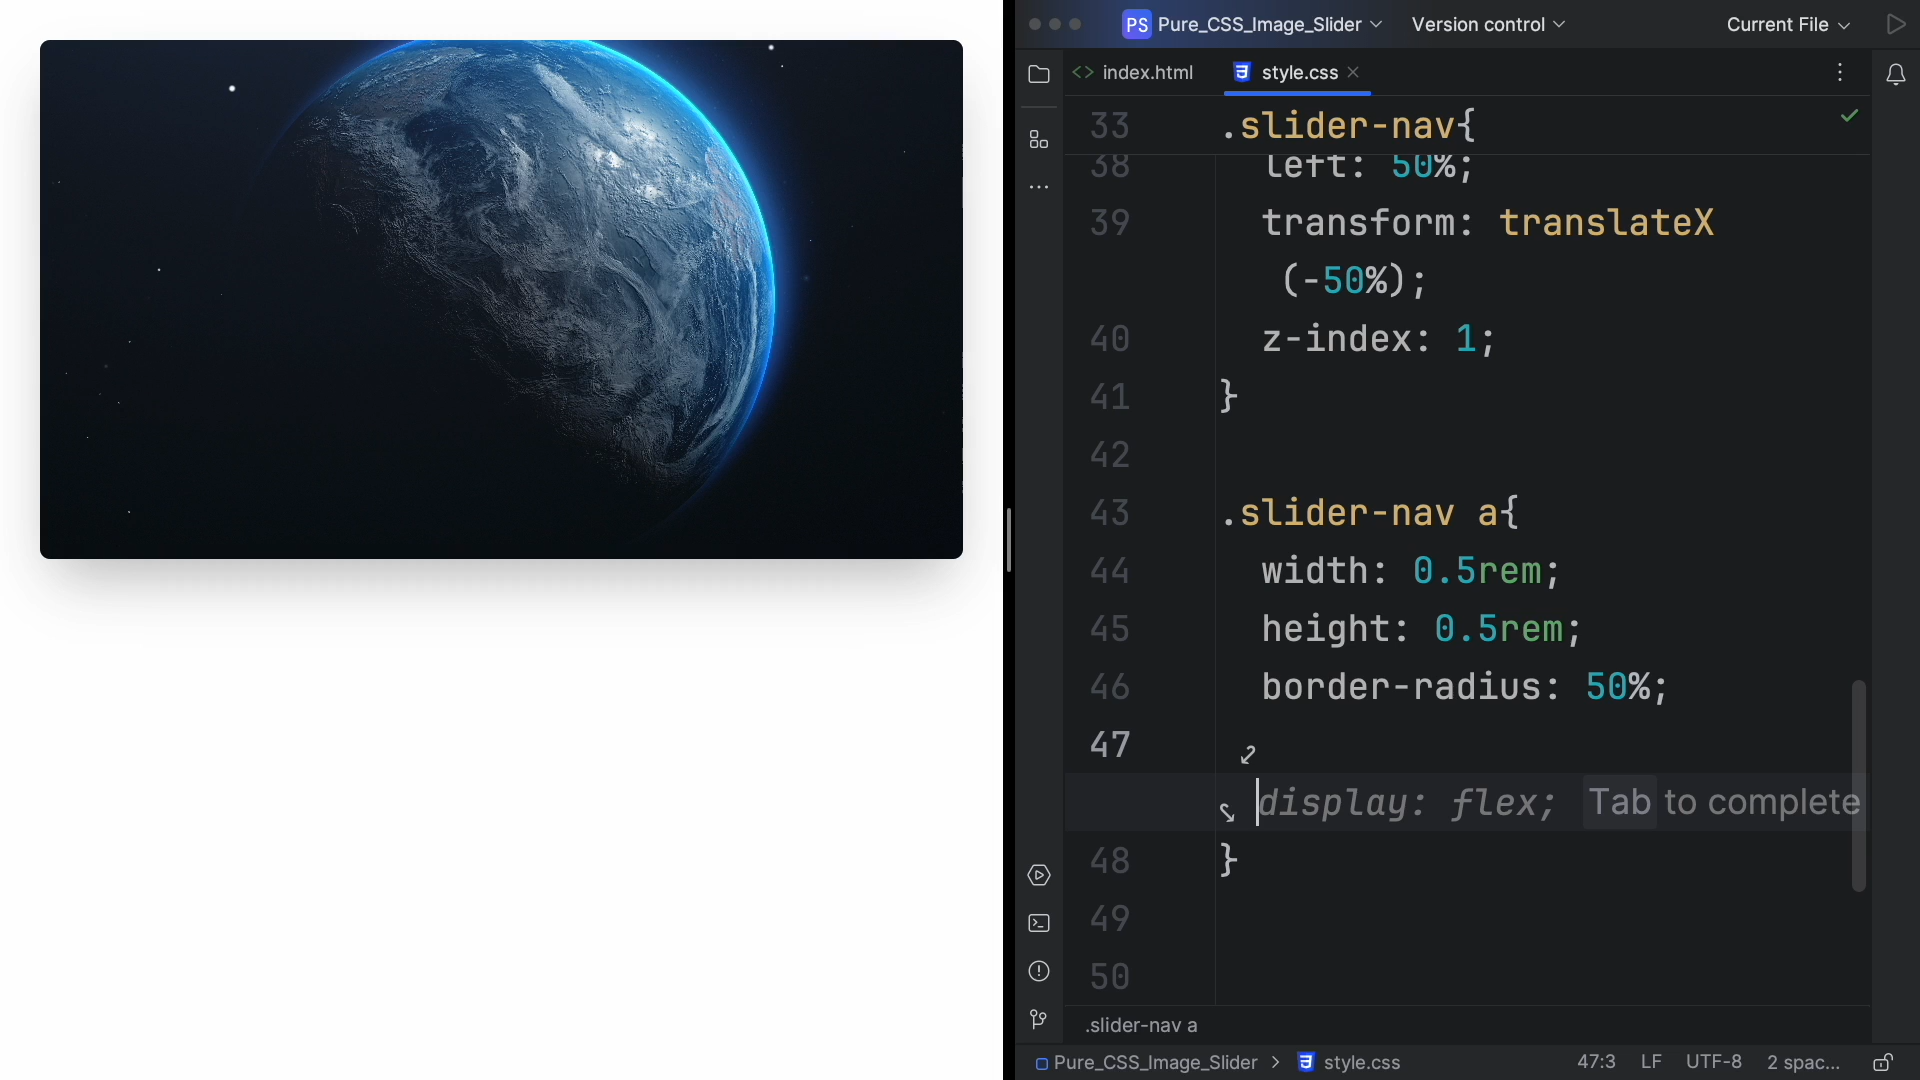 PS Pure_CSS_Image_Slider Version control Current File
index.html style.css
33 .slider-nav{
38 left: 50%;
39 transform: translateX
(-50%);
40 z-index: 1;
41 }
42
43 .slider-nav a{
44 width: 0.5rem;
45 height: 0.5rem;
46 border-radius: 50%;
47
display: flex; Tab to complete
48 }
49
50
.slider-nav a
Pure_CSS_Image_Slider style.css 47:3 LF UTF-8 2 spac...